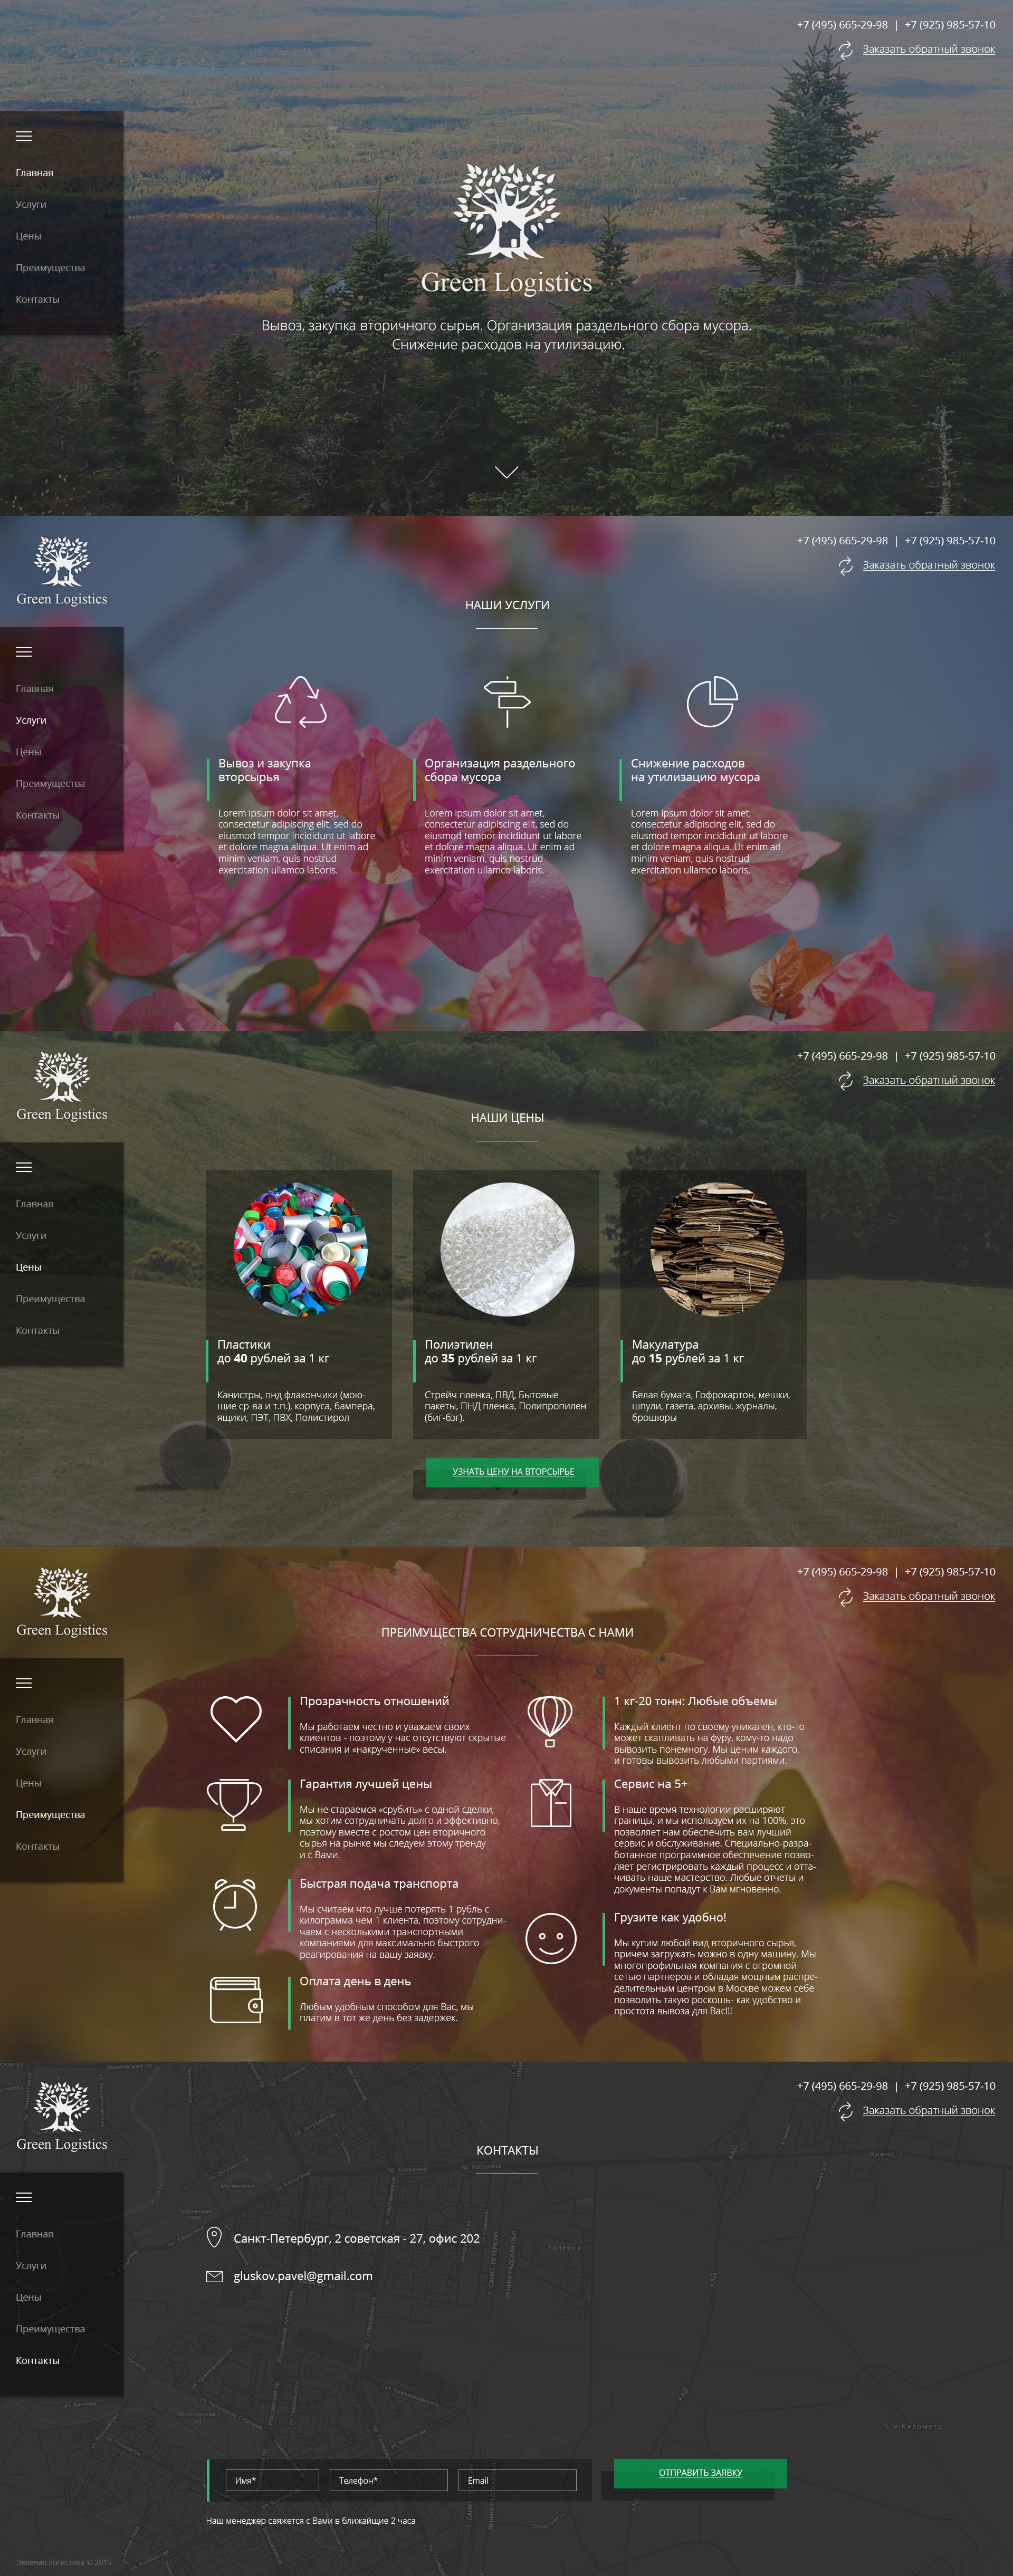 +7 (495) 665-29-98 | +7 (925) 985-57-10
Заказать обратный звонок
Главная
Услуги
Цены
Преимущества
Контакты
Green Logistics
Вывоз, закупка вторичного сырья. Организация раздельного сбора мусора.
Снижение расходов на утилизацию.
Green Logistics
+7 (495) 665-29-98 | +7 (925) 985-57-10
Заказать обратный звонок
НАШИ УСЛУГИ
Главная
Услуги
Цены
Преимущества
Контакты
Вывоз и закупка
вторсырья
Lorem ipsum dolor sit amet,
consectetur adipiscing elit, sed do
eiusmod tempor incididunt ut labore
et dolore magna aliqua. Ut enim ad
minim veniam, quis nostrud
exercitation ullamco laboris.
Организация раздельного
сбора мусора
Lorem ipsum dolor sit amet,
consectetur adipiscing elit, sed do
eiusmod tempor incididunt ut labore
et dolore magna aliqua. Ut enim ad
minim veniam, quis nostrud
exercitation ullamco laboris.
Снижение расходов
на утилизацию мусора
Lorem ipsum dolor sit amet,
consectetur adipiscing elit, sed do
eiusmod tempor incididunt ut labore
et dolore magna aliqua. Ut enim ad
minim veniam, quis nostrud
exercitation ullamco laboris.
Green Logistics
+7 (495) 665-29-98 | +7 (925) 985-57-10
Заказать обратный звонок
НАШИ ЦЕНЫ
Главная
Услуги
Цены
Преимущества
Контакты
Пластики
до 40 рублей за 1 кг
Канистры, пнд флакончики (мою-
щие ср-ва и т.п.), корпуса, бампера,
ящики, ПЭТ, ПВХ, Полистирол
Полиэтилен
до 35 рублей за 1 кг
Стрейч пленка, ПВД, Бытовые
пакеты, ПНД пленка, Полипропилен
(биг-бэг).
Макулатура
до 15 рублей за 1 кг
Белая бумага, Гофрокартон, мешки,
шпули, газета, архивы, журналы,
брошюры
УЗНАТЬ ЦЕНУ НА ВТОРСЫРЬЕ
Green Logistics
+7 (495) 665-29-98 | +7 (925) 985-57-10
Заказать обратный звонок
ПРЕИМУЩЕСТВА СОТРУДНИЧЕСТВА С НАМИ
Главная
Услуги
Цены
Преимущества
Контакты
Прозрачность отношений
Мы работаем честно и уважаем своих
клиентов - поэтому у нас отсутствуют скрытые
списания и «накрученные» весы.
Гарантия лучшей цены
Мы не стараемся «срубить» с одной сделки,
мы хотим сотрудничать долго и эффективно,
поэтому вместе с ростом цен вторичного
сырья на рынке мы следуем этому тренду
и с Вами.
Быстрая подача транспорта
Мы считаем что лучше потерять 1 рубль с
килограмма чем 1 клиента, поэтому сотрудни-
чаем с несколькими транспортными
компаниями для максимально быстрого
реагирования на вашу заявку.
Оплата день в день
Любым удобным способом для Вас, мы
платим в тот же день без задержек.
1 кг-20 тонн: Любые объемы
Каждый клиент по своему уникален, кто-то
может скапливать на фуру, кому-то надо
вывозить понемногу. Мы ценим каждого,
и готовы вывозить любыми партиями.
Сервис на 5+
В наше время технологии расширяют
границы, и мы используем их на 100%, это
позволяет нам обеспечить вам лучший
сервис и обслуживание. Специально-разра-
ботанное программное обеспечение позво-
ляет регистрировать каждый процесс и отта-
чивать наше мастерство. Любые отчеты и
документы попадут к Вам мгновенно.
Грузите как удобно!
Мы купим любой вид вторичного сырья,
причем загружать можно в одну машину. Мы
многопрофильная компания с огромной
сетью партнеров и обладая мощным распре-
делительным центром в Москве можем себе
позволить такую роскошь- как удобство и
простота вывоза для Вас!!!
Green Logistics
+7 (495) 665-29-98 | +7 (925) 985-57-10
Заказать обратный звонок
КОНТАКТЫ
Главная
Услуги
Цены
Преимущества
Контакты
Санкт-Петербург, 2 советская - 27, офис 202
gluskov.pavel@gmail.com
Имя*
Телефон*
Email
ОТПРАВИТЬ ЗАЯВКУ
Наш менеджер свяжется с Вами в ближайщие 2 часа
Зеленая логистика © 2015